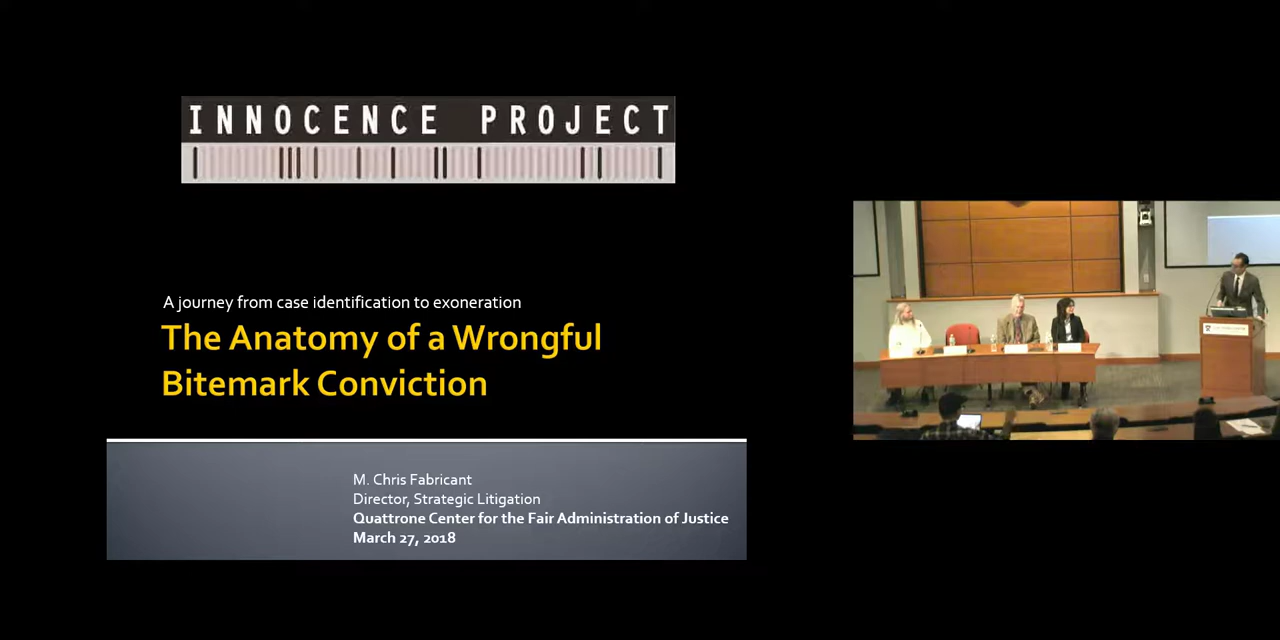 INNOCENCE PROJECT
A journey from case identification to exoneration
The Anatomy of a Wrongful
Bitemark Conviction
M. Chris Fabricant
Director, Strategic Litigation
Quattrone Center for the Fair Administration of Justice
March 27, 2018